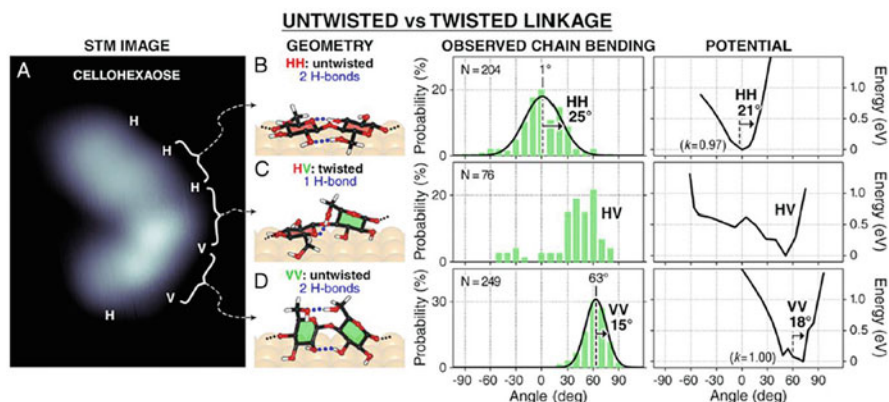 UNTWISTED vs TWISTED LINKAGE
STM IMAGE
GEOMETRY
OBSERVED CHAIN BENDING
POTENTIAL
A
CELLOHEXAOSE
H
H
H
V
V
H
B
HH: untwisted
2 H-bonds
C
HV: twisted
1 H-bond
D
VV: untwisted
2 H-bonds
Probability (%)
20
0
N = 204
1°
HH
25°
HH
21°
(k=0.97)
1.0
0.5
0.0
Energy (eV)
Probability (%)
20
0
N = 76
HV
HV
1.0
0.5
0.0
Energy (eV)
Probability (%)
30
0
N = 249
63°
VV
15°
VV
18°
(k=1.00)
1.0
0.5
0.0
Energy (eV)
-90 -60 -30 0 30 60 90
Angle (deg)
-90 -60 -30 0 30 60 90
Angle (deg)